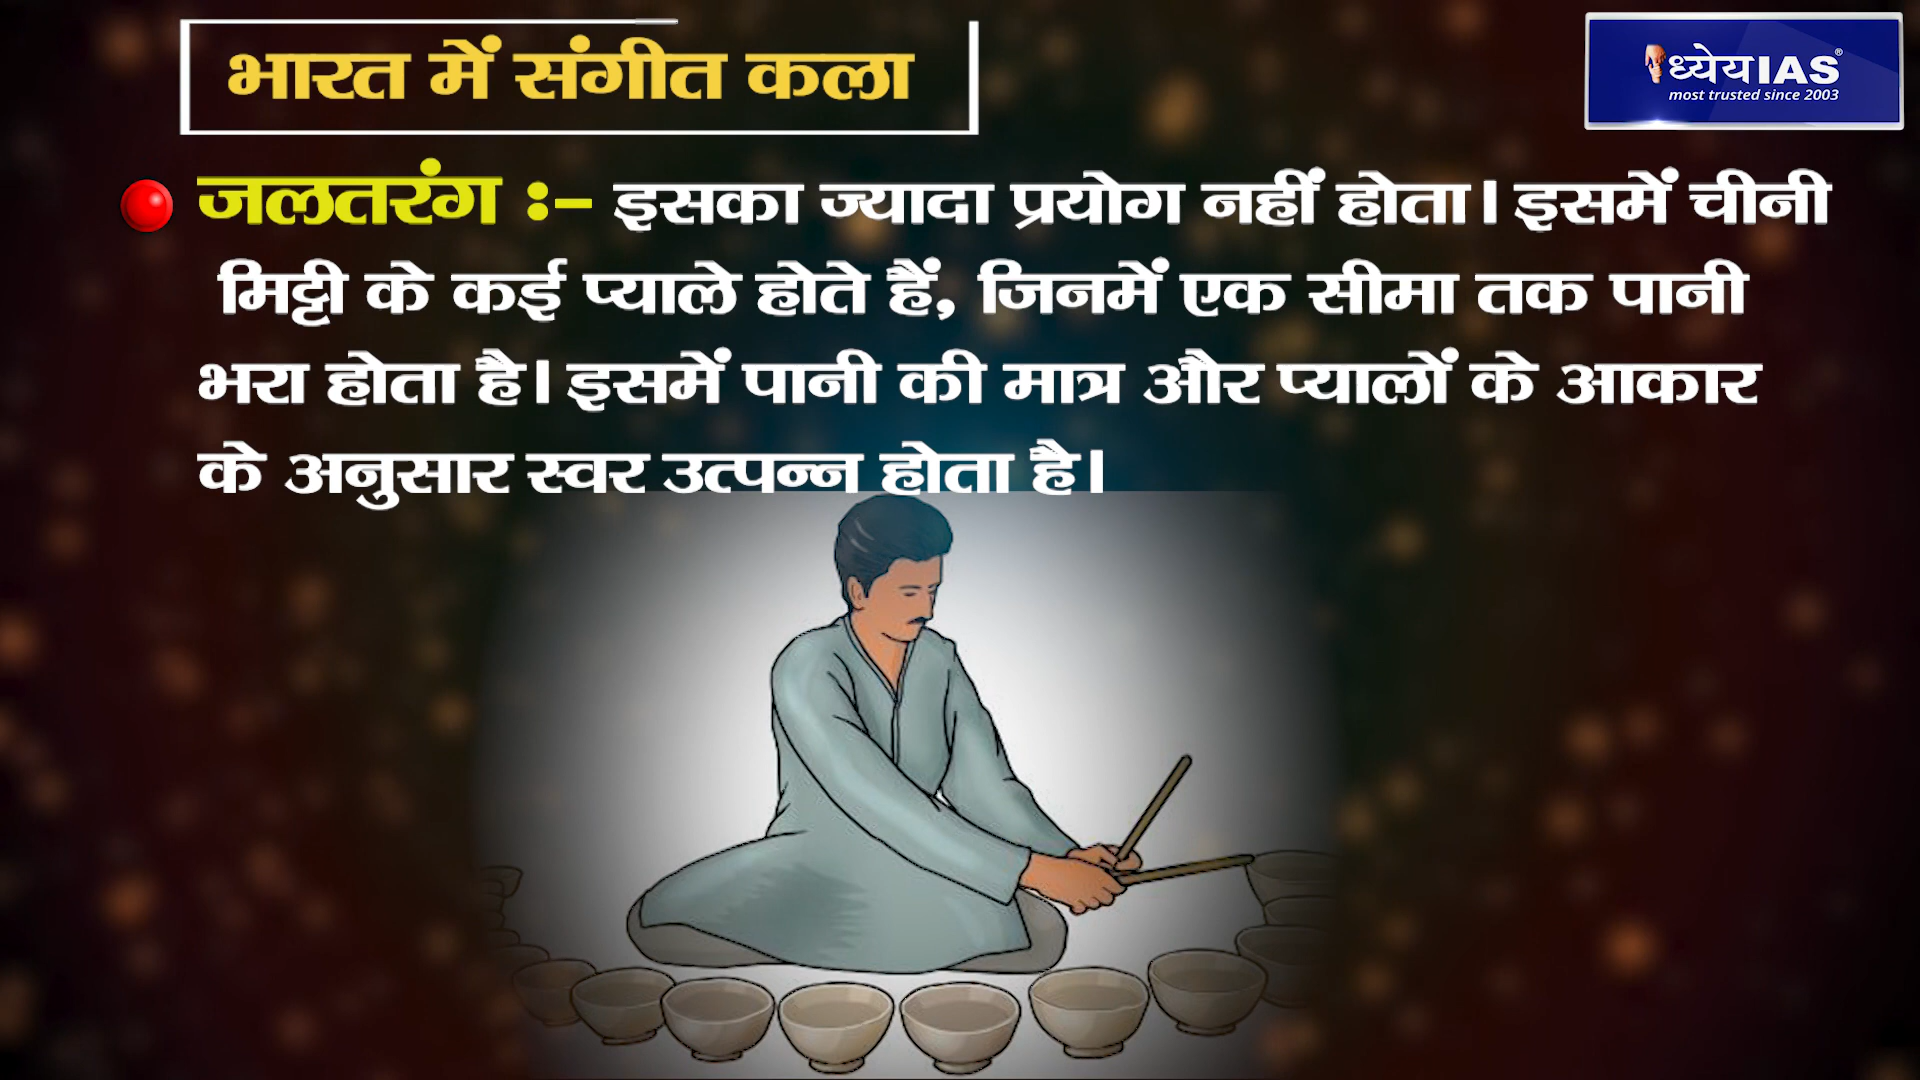 भारत में संगीत कला
ध्येय IAS®
most trusted since 2003
जलतरंग :– इसका ज्यादा प्रयोग नहीं होता। इसमें चीनी
मिट्टी के कई प्याले होते हैं, जिनमें एक सीमा तक पानी
भरा होता है। इसमें पानी की मात्र और प्यालों के आकार
के अनुसार स्वर उत्पन्न होता है।